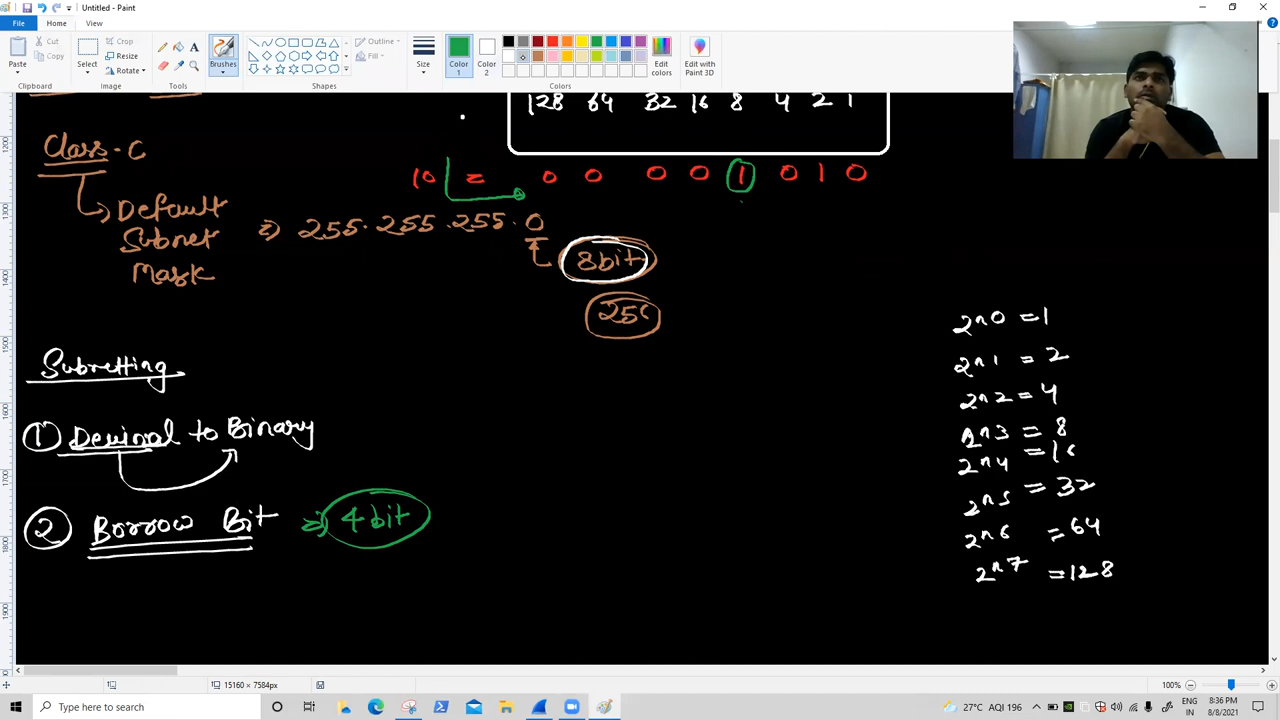 Untitled - Paint
File Home View
Paste Cut Copy Select Crop Resize Rotate Brushes Outline Fill Size Color 1 Color 2 Edit colors Edit with Paint 3D
Clipboard Image Tools Shapes Colors
128 64 32 16 8 4 2 1
Class-C
10 = 0 0 0 0 1 0 1 0
Default Subnet Mask => 255.255.255.0
8bit
Subnetting
2^0 = 1
2^1 = 2
2^2 = 4
2^3 = 8
2^4 = 16
2^5 = 32
2^6 = 64
2^7 = 128
① Decimal to Binary
② Borrow Bit => 4 bit
15160 × 7584px
100%
Type here to search
27°C AQI 196
ENG IN
8:36 PM
8/8/2021